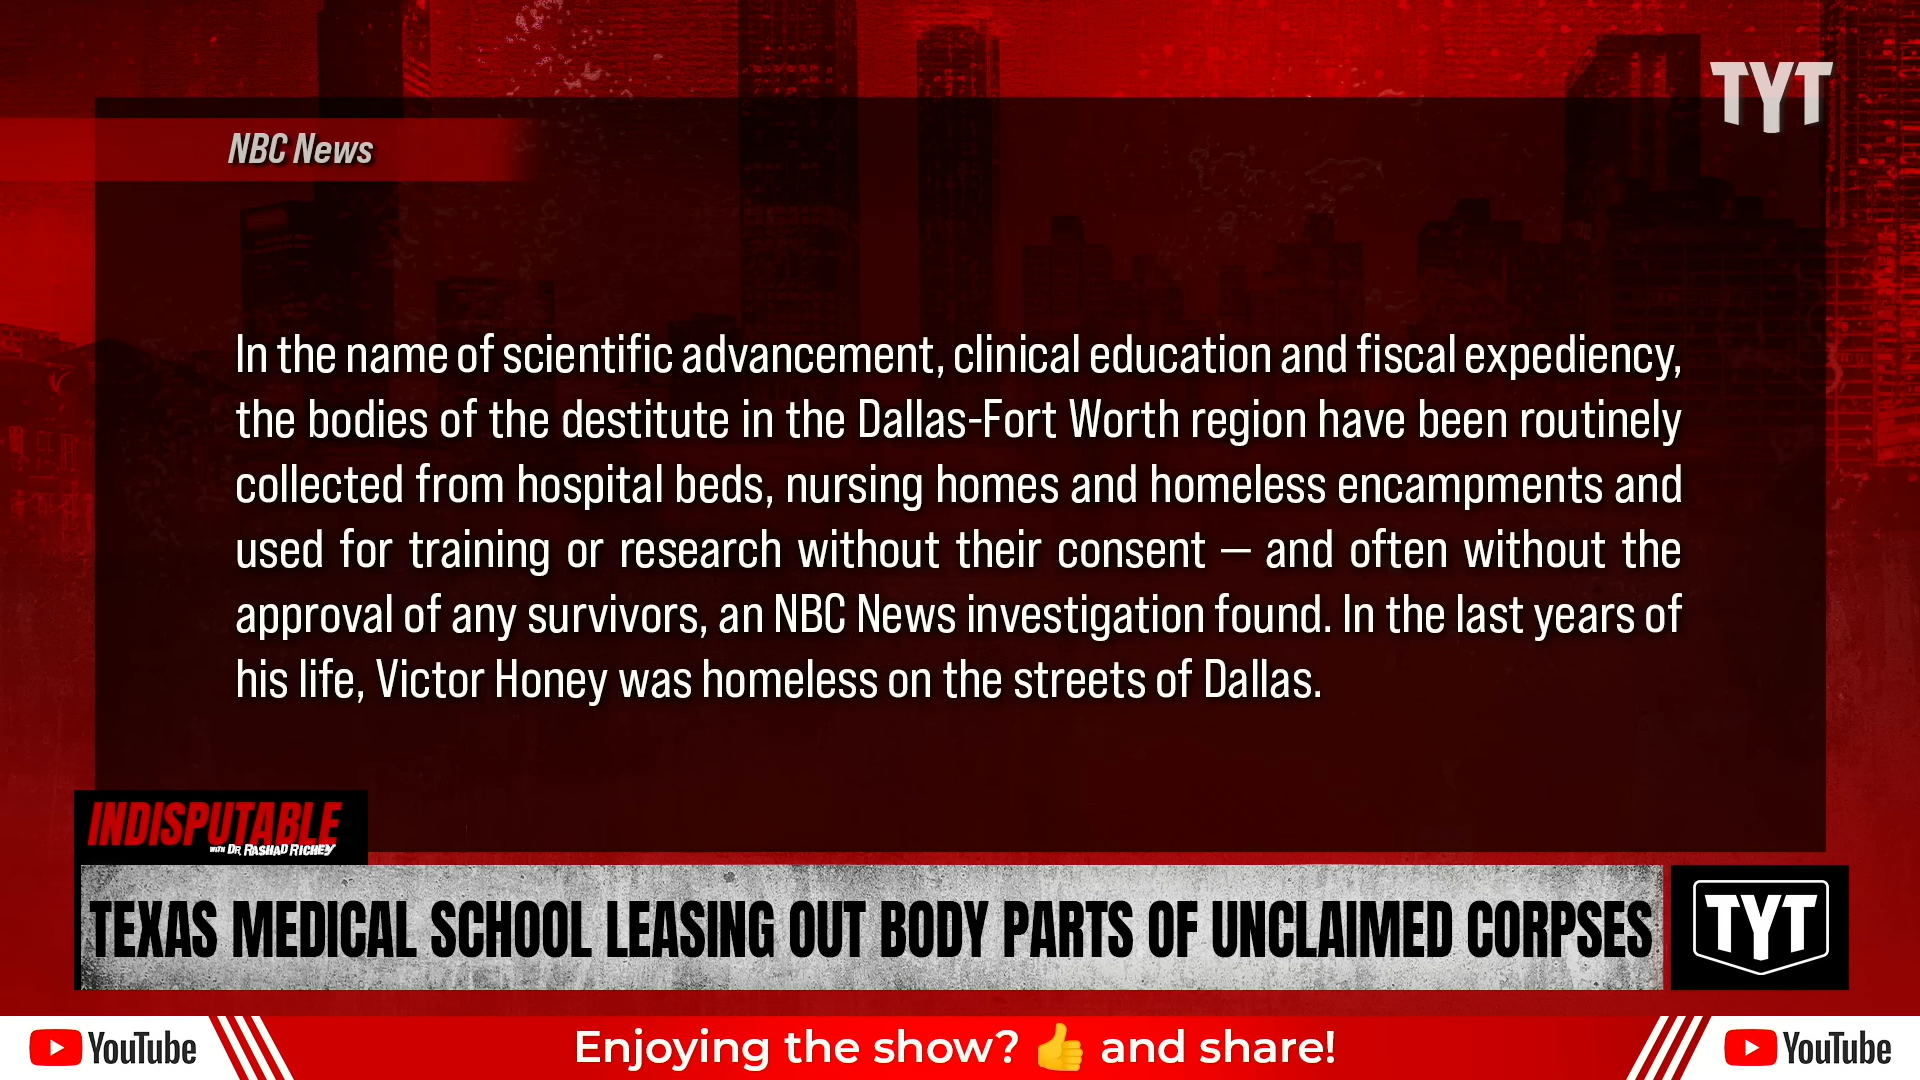 TYT
NBC News
In the name of scientific advancement, clinical education and fiscal expediency,
the bodies of the destitute in the Dallas-Fort Worth region have been routinely
collected from hospital beds, nursing homes and homeless encampments and
used for training or research without their consent — and often without the
approval of any survivors, an NBC News investigation found. In the last years of
his life, Victor Honey was homeless on the streets of Dallas.
INDISPUTABLE
WITH DR RASHAD RICHEY
TEXAS MEDICAL SCHOOL LEASING OUT BODY PARTS OF UNCLAIMED CORPSES
TYT
YouTube
Enjoying the show? 👍 and share!
YouTube